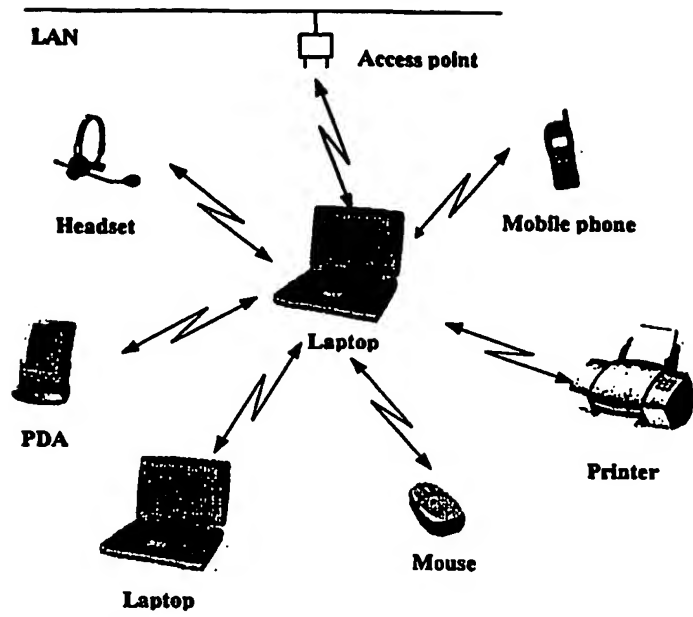 LAN
Access point
Headset
Mobile phone
Laptop
PDA
Printer
Mouse
Laptop